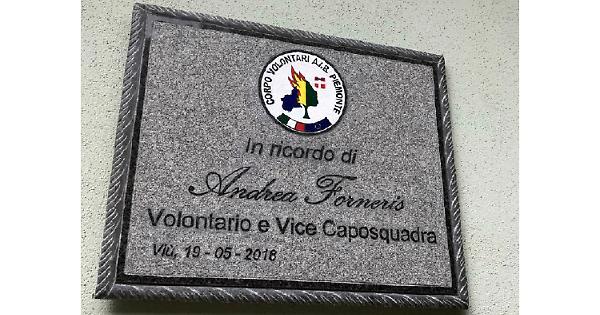 CORPO VOLONTARI A.I.B. PIEMONTE
In ricordo di
Andrea Forneris
Volontario e Vice Caposquadra
Viù, 19 - 05 - 2018